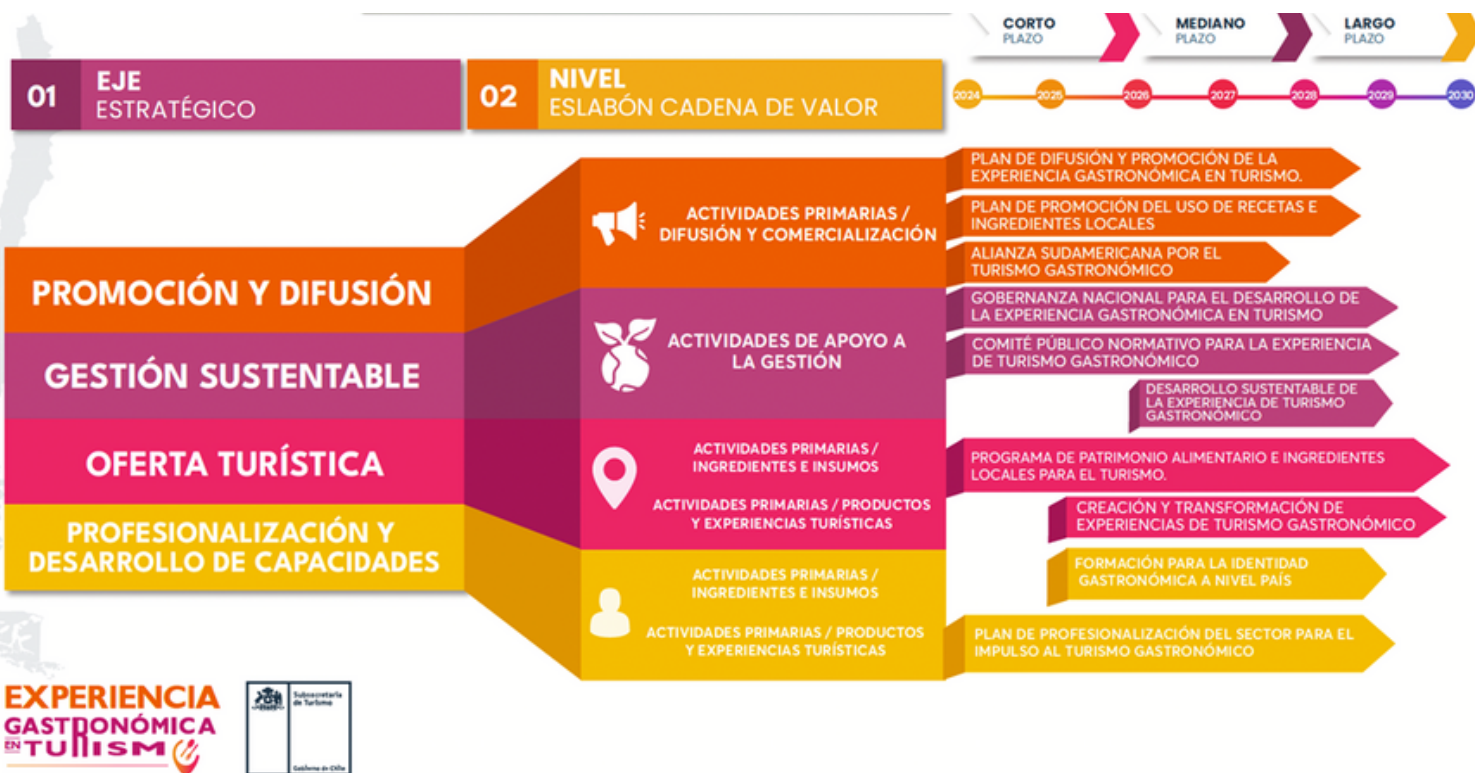 CORTO
PLAZO
MEDIANO
PLAZO
LARGO
PLAZO
01
EJE
ESTRATÉGICO
02
NIVEL
ESLABÓN CADENA DE VALOR
2024
2025
2026
2027
2028
2029
2030
PROMOCIÓN Y DIFUSIÓN
GESTIÓN SUSTENTABLE
OFERTA TURÍSTICA
PROFESIONALIZACIÓN Y
DESARROLLO DE CAPACIDADES
ACTIVIDADES PRIMARIAS /
DIFUSIÓN Y COMERCIALIZACIÓN
ACTIVIDADES DE APOYO A
LA GESTIÓN
ACTIVIDADES PRIMARIAS /
INGREDIENTES E INSUMOS
ACTIVIDADES PRIMARIAS / PRODUCTOS
Y EXPERIENCIAS TURÍSTICAS
ACTIVIDADES PRIMARIAS /
INGREDIENTES E INSUMOS
ACTIVIDADES PRIMARIAS / PRODUCTOS
Y EXPERIENCIAS TURÍSTICAS
PLAN DE DIFUSIÓN Y PROMOCIÓN DE LA
EXPERIENCIA GASTRONÓMICA EN TURISMO.
PLAN DE PROMOCIÓN DEL USO DE RECETAS E
INGREDIENTES LOCALES
ALIANZA SUDAMERICANA POR EL
TURISMO GASTRONÓMICO
GOBERNANZA NACIONAL PARA EL DESARROLLO DE
LA EXPERIENCIA GASTRONÓMICA EN TURISMO
COMITÉ PÚBLICO NORMATIVO PARA LA EXPERIENCIA
DE TURISMO GASTRONÓMICO
DESARROLLO SUSTENTABLE DE
LA EXPERIENCIA DE TURISMO
GASTRONÓMICO
PROGRAMA DE PATRIMONIO ALIMENTARIO E INGREDIENTES
LOCALES PARA EL TURISMO.
CREACIÓN Y TRANSFORMACIÓN DE
EXPERIENCIAS DE TURISMO GASTRONÓMICO
FORMACIÓN PARA LA IDENTIDAD
GASTRONÓMICA A NIVEL PAÍS
PLAN DE PROFESIONALIZACIÓN DEL SECTOR PARA EL
IMPULSO AL TURISMO GASTRONÓMICO
EXPERIENCIA
GASTRONÓMICA
EN TURISM
Subsecretaría
de Turismo
Gobierno de Chile